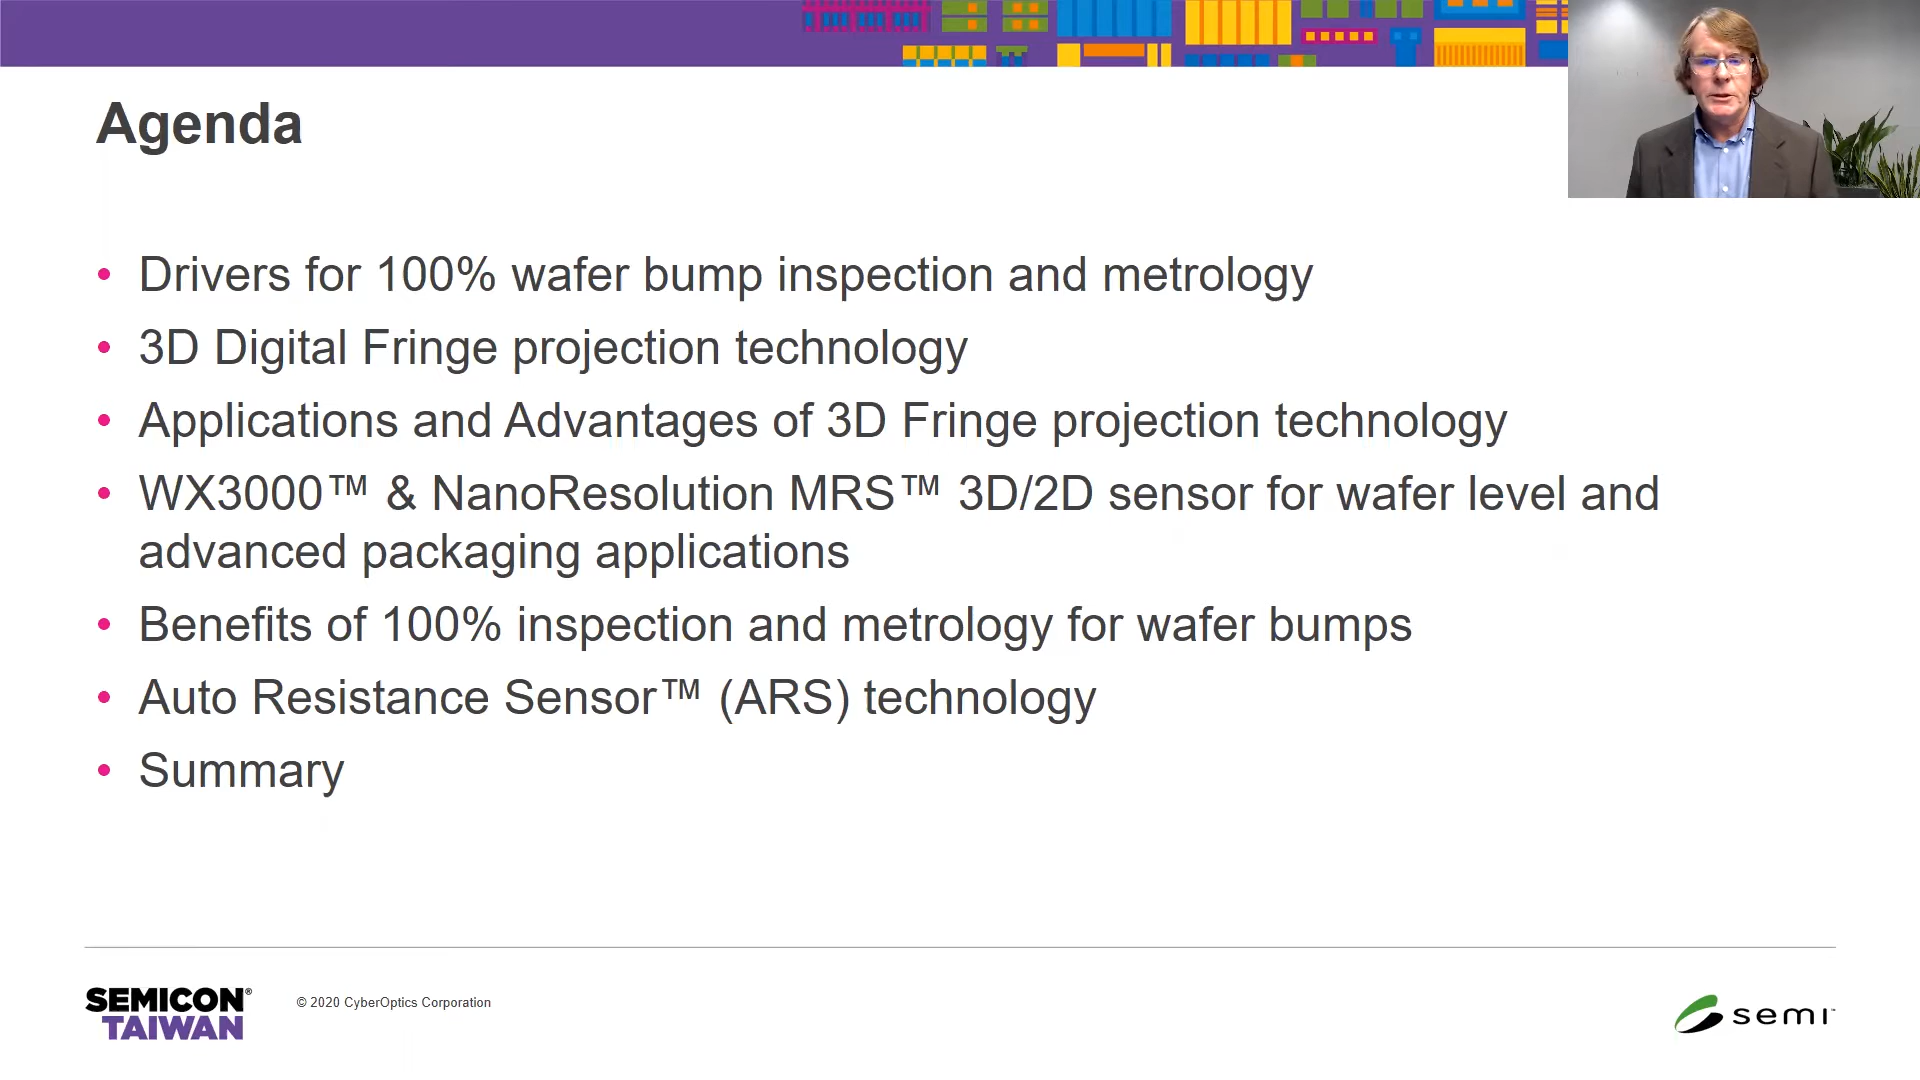 Agenda
• Drivers for 100% wafer bump inspection and metrology
• 3D Digital Fringe projection technology
• Applications and Advantages of 3D Fringe projection technology
• WX3000™ & NanoResolution MRS™ 3D/2D sensor for wafer level and
advanced packaging applications
• Benefits of 100% inspection and metrology for wafer bumps
• Auto Resistance Sensor™ (ARS) technology
• Summary
SEMICON®
TAIWAN
© 2020 CyberOptics Corporation
semi™